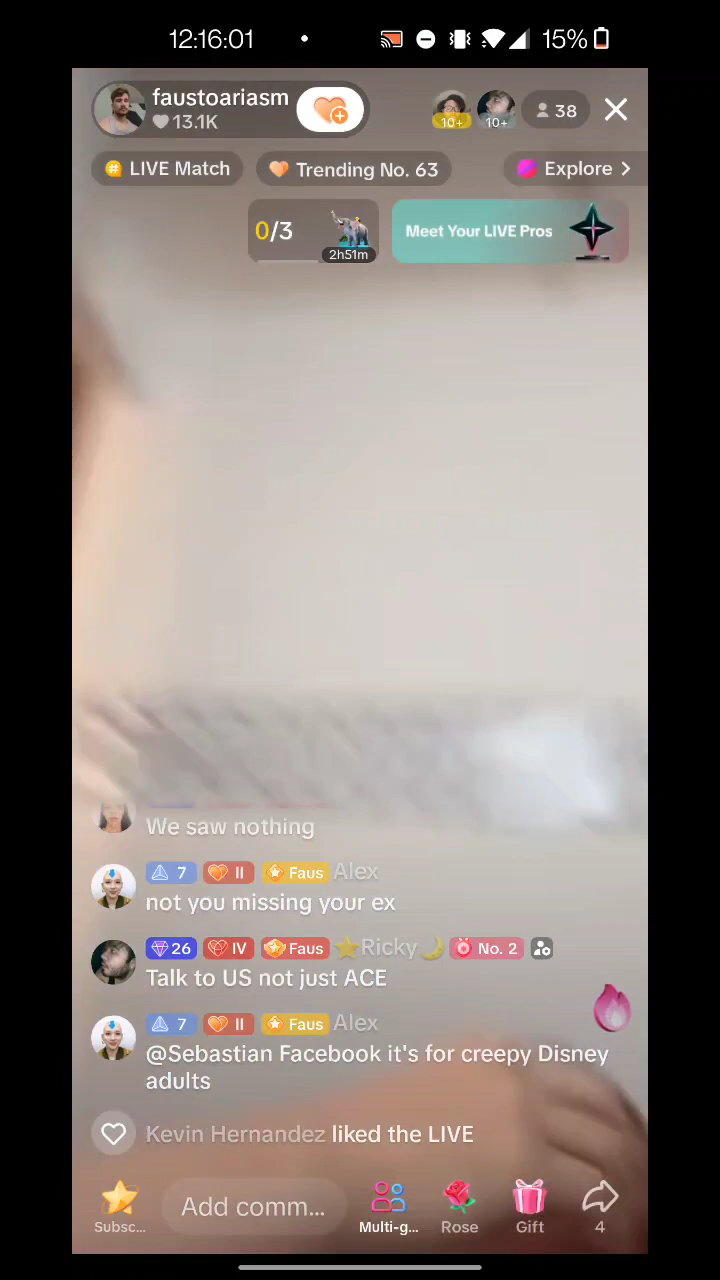 12:16:01
15%
faustoariasm
13.1K
10+
10+
38
LIVE Match
Trending No. 63
Explore
0/3
2h51m
Meet Your LIVE Pros
We saw nothing
7 II Faus Alex
not you missing your ex
26 IV Faus ⭐Ricky🌙 No. 2
Talk to US not just ACE
7 II Faus Alex
@Sebastian Facebook it's for creepy Disney
adults
Kevin Hernandez liked the LIVE
Add comm...
Subsc...
Multi-g...
Rose
Gift
4